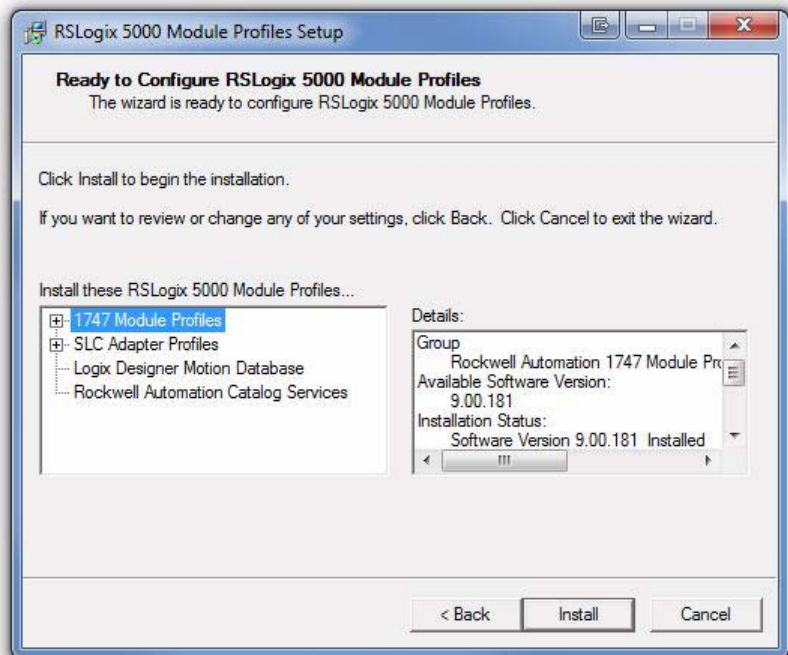 RSLogix 5000 Module Profiles Setup
Ready to Configure RSLogix 5000 Module Profiles
The wizard is ready to configure RSLogix 5000 Module Profiles.
Click Install to begin the installation.
If you want to review or change any of your settings, click Back. Click Cancel to exit the wizard.
Install these RSLogix 5000 Module Profiles...
1747 Module Profiles
SLC Adapter Profiles
Logix Designer Motion Database
Rockwell Automation Catalog Services
Details:
Group
Rockwell Automation 1747 Module Pro
Available Software Version:
9.00.181
Installation Status:
Software Version 9.00.181 Installed
< Back
Install
Cancel